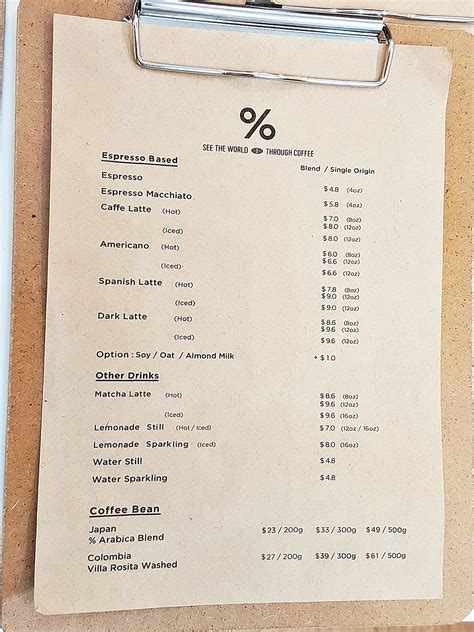 %
SEE THE WORLD THROUGH COFFEE
Espresso Based Blend / Single Origin
Espresso $4.8 (4oz)
Espresso Macchiato $5.8 (4oz)
Caffe Latte (Hot) $7.0 (8oz)
$8.0 (12oz)
(Iced) $8.0 (12oz)
Americano (Hot) $6.0 (8oz)
$6.6 (12oz)
(Iced) $6.6 (12oz)
Spanish Latte (Hot) $7.8 (8oz)
$9.0 (12oz)
(Iced) $9.0 (12oz)
Dark Latte (Hot) $8.6 (8oz)
$9.6 (12oz)
(Iced) $9.6 (12oz)
Option : Soy / Oat / Almond Milk + $1.0
Other Drinks
Matcha Latte (Hot) $8.6 (8oz)
$9.6 (12oz)
(Iced) $9.6 (16oz)
Lemonade Still (Hot / Iced) $7.0 (12oz / 16oz)
Lemonade Sparkling (Iced) $8.0 (16oz)
Water Still $4.8
Water Sparkling $4.8
Coffee Bean
Japan $23 / 200g $33 / 300g $49 / 500g
% Arabica Blend
Colombia $27 / 200g $39 / 300g $61 / 500g
Villa Rosita Washed